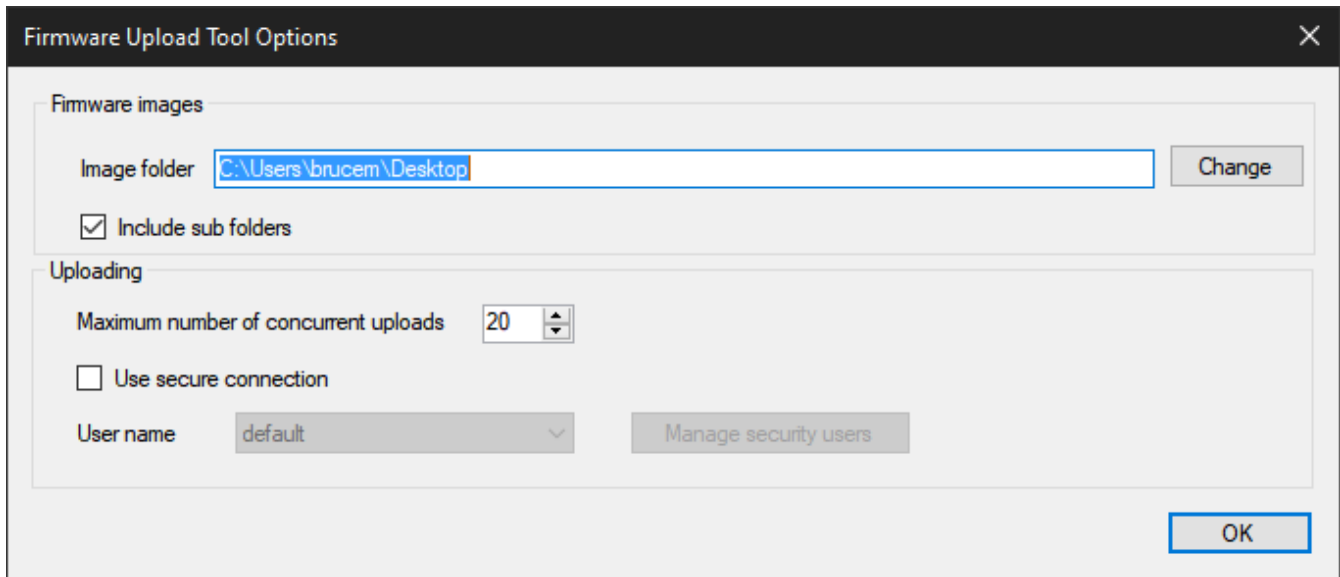 Firmware Upload Tool Options
Firmware images
Image folder C:\Users\brucem\Desktop Change
Include sub folders
Uploading
Maximum number of concurrent uploads 20
Use secure connection
User name default Manage security users
OK